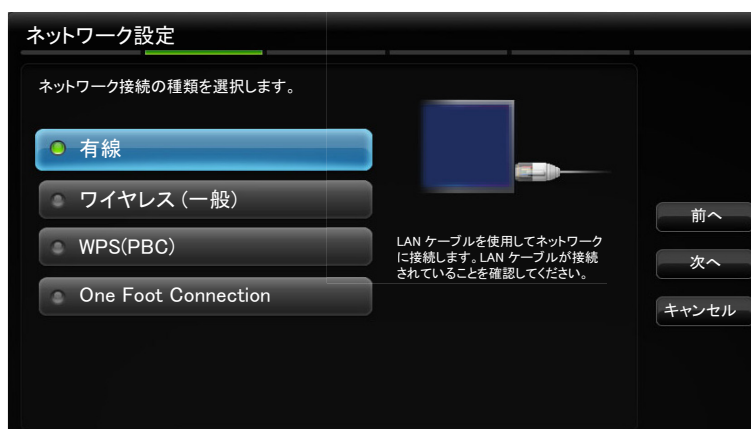 ネットワーク設定
ネットワーク接続の種類を選択します。
有線
ワイヤレス (一般)
WPS(PBC)
One Foot Connection
LAN ケーブルを使用してネットワーク
に接続します。LAN ケーブルが接続
されていることを確認してください。
前へ
次へ
キャンセル